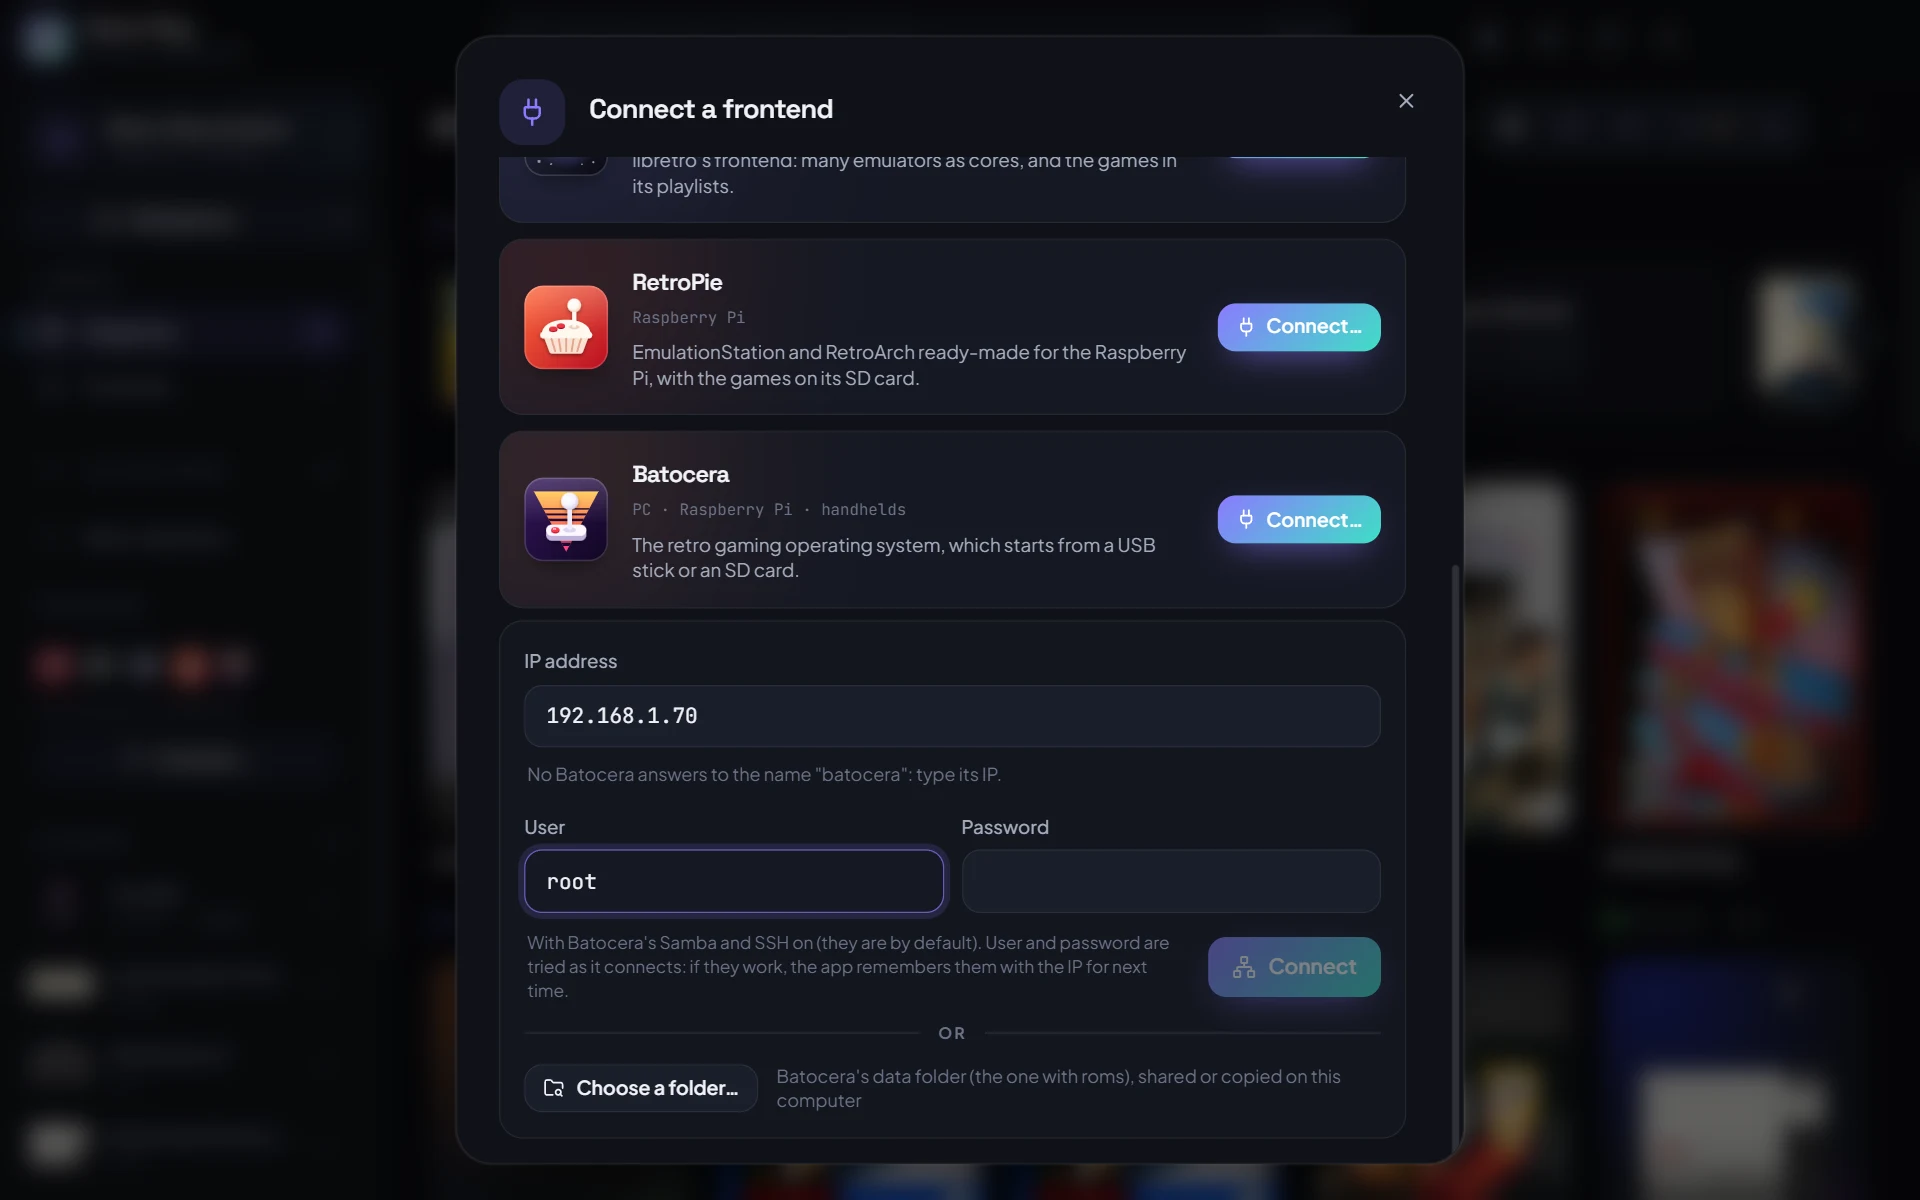 Connect a frontend
libretro's frontend: many emulators as cores, and the games in
its playlists.
RetroPie
Raspberry Pi
EmulationStation and RetroArch ready-made for the Raspberry
Pi, with the games on its SD card.
Connect…
Batocera
PC · Raspberry Pi · handhelds
The retro gaming operating system, which starts from a USB
stick or an SD card.
Connect…
IP address
192.168.1.70
No Batocera answers to the name "batocera": type its IP.
User
Password
root
With Batocera's Samba and SSH on (they are by default). User and password are
tried as it connects: if they work, the app remembers them with the IP for next
time.
Connect
OR
Choose a folder…
Batocera's data folder (the one with roms), shared or copied on this
computer